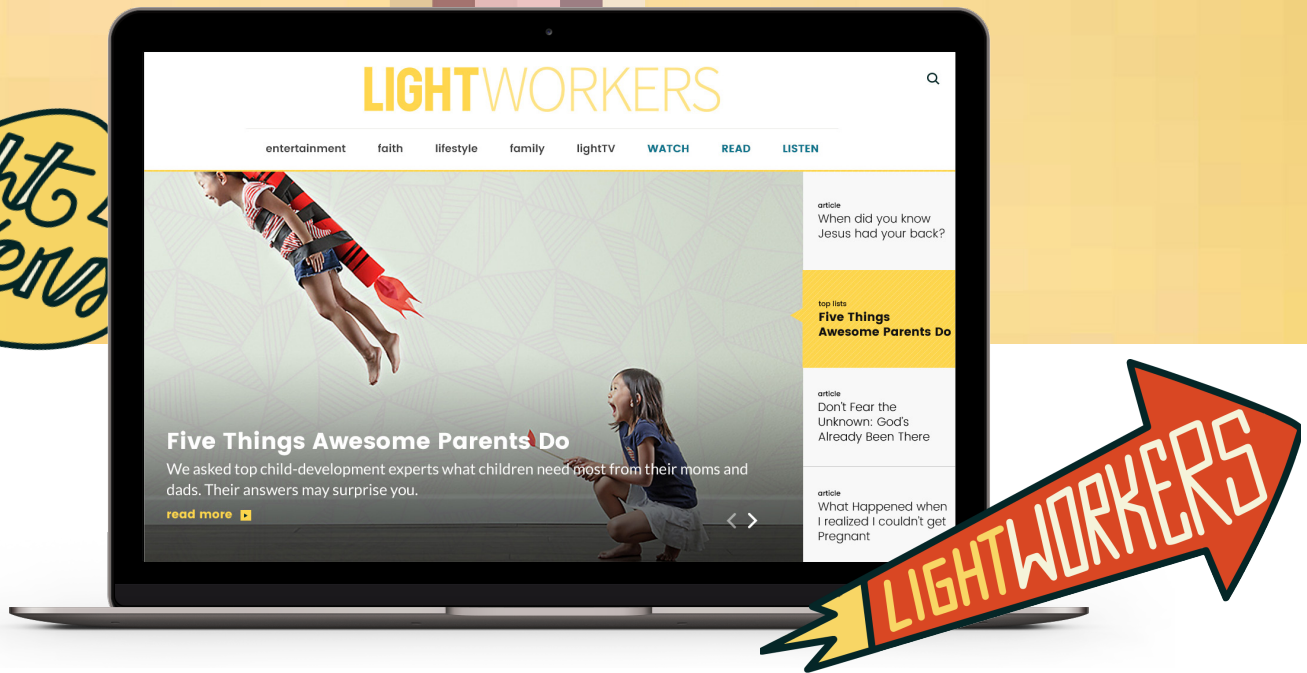 LIGHTWORKERS
entertainment faith lifestyle family lightTV WATCH READ LISTEN
Five Things Awesome Parents Do
We asked top child-development experts what children need most from their moms and
dads. Their answers may surprise you.
read more
article
When did you know
Jesus had your back?
top lists
Five Things
Awesome Parents Do
article
Don't Fear the
Unknown: God's
Already Been There
article
What Happened when
I realized I couldn't get
Pregnant
LIGHTWORKERS